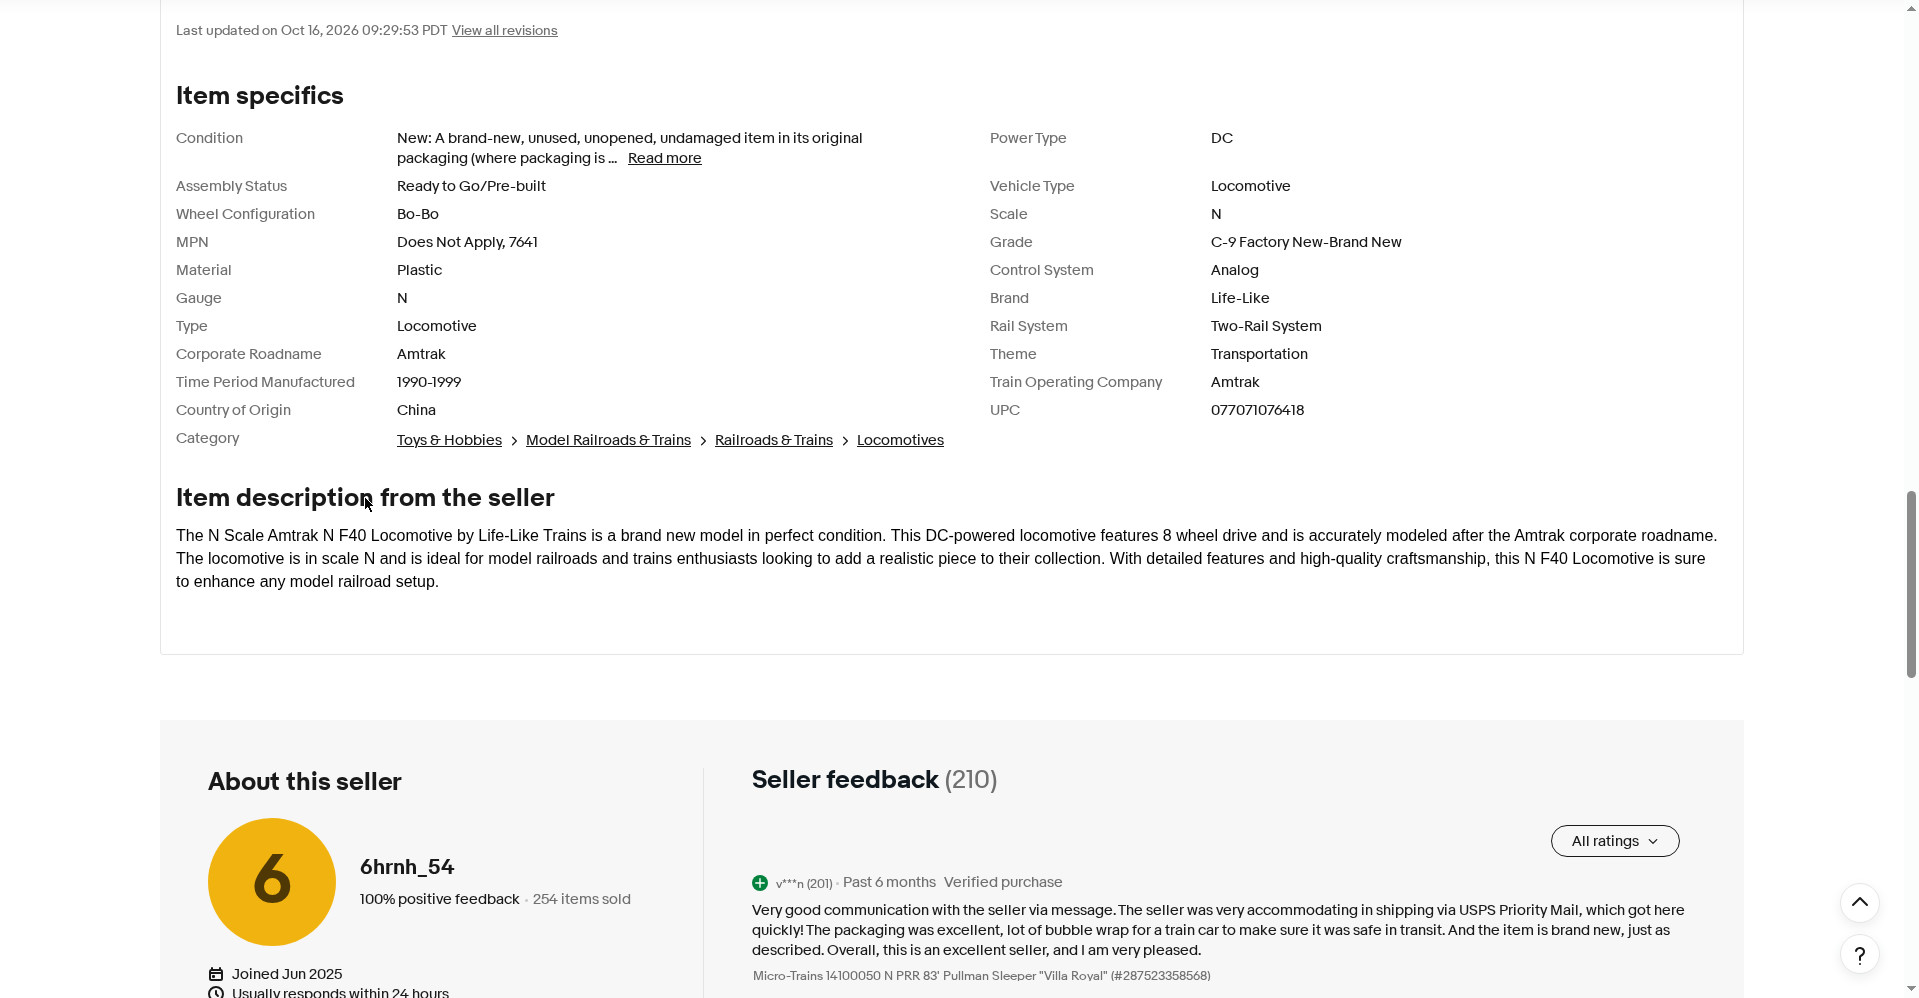 Last updated on Oct 16, 2026 09:29:53 PDT View all revisions
Item specifics
Condition
New: A brand-new, unused, unopened, undamaged item in its original
packaging (where packaging is ... Read more
Power Type
DC
Assembly Status
Ready to Go/Pre-built
Vehicle Type
Locomotive
Wheel Configuration
Bo-Bo
Scale
N
MPN
Does Not Apply, 7641
Grade
C-9 Factory New-Brand New
Material
Plastic
Control System
Analog
Gauge
N
Brand
Life-Like
Type
Locomotive
Rail System
Two-Rail System
Corporate Roadname
Amtrak
Theme
Transportation
Time Period Manufactured
1990-1999
Train Operating Company
Amtrak
Country of Origin
China
UPC
077071076418
Category
Toys & Hobbies > Model Railroads & Trains > Railroads & Trains > Locomotives
Item description from the seller
The N Scale Amtrak N F40 Locomotive by Life-Like Trains is a brand new model in perfect condition. This DC-powered locomotive features 8 wheel drive and is accurately modeled after the Amtrak corporate roadname.
The locomotive is in scale N and is ideal for model railroads and trains enthusiasts looking to add a realistic piece to their collection. With detailed features and high-quality craftsmanship, this N F40 Locomotive is sure
to enhance any model railroad setup.
About this seller
6
6hrnh_54
100% positive feedback · 254 items sold
Joined Jun 2025
Usually responds within 24 hours
Seller feedback (210)
All ratings
v***n (201) · Past 6 months Verified purchase
Very good communication with the seller via message. The seller was very accommodating in shipping via USPS Priority Mail, which got here
quickly! The packaging was excellent, lot of bubble wrap for a train car to make sure it was safe in transit. And the item is brand new, just as
described. Overall, this is an excellent seller, and I am very pleased.
Micro-Trains 14100050 N PRR 83' Pullman Sleeper "Villa Royal" (#287523358568)
?